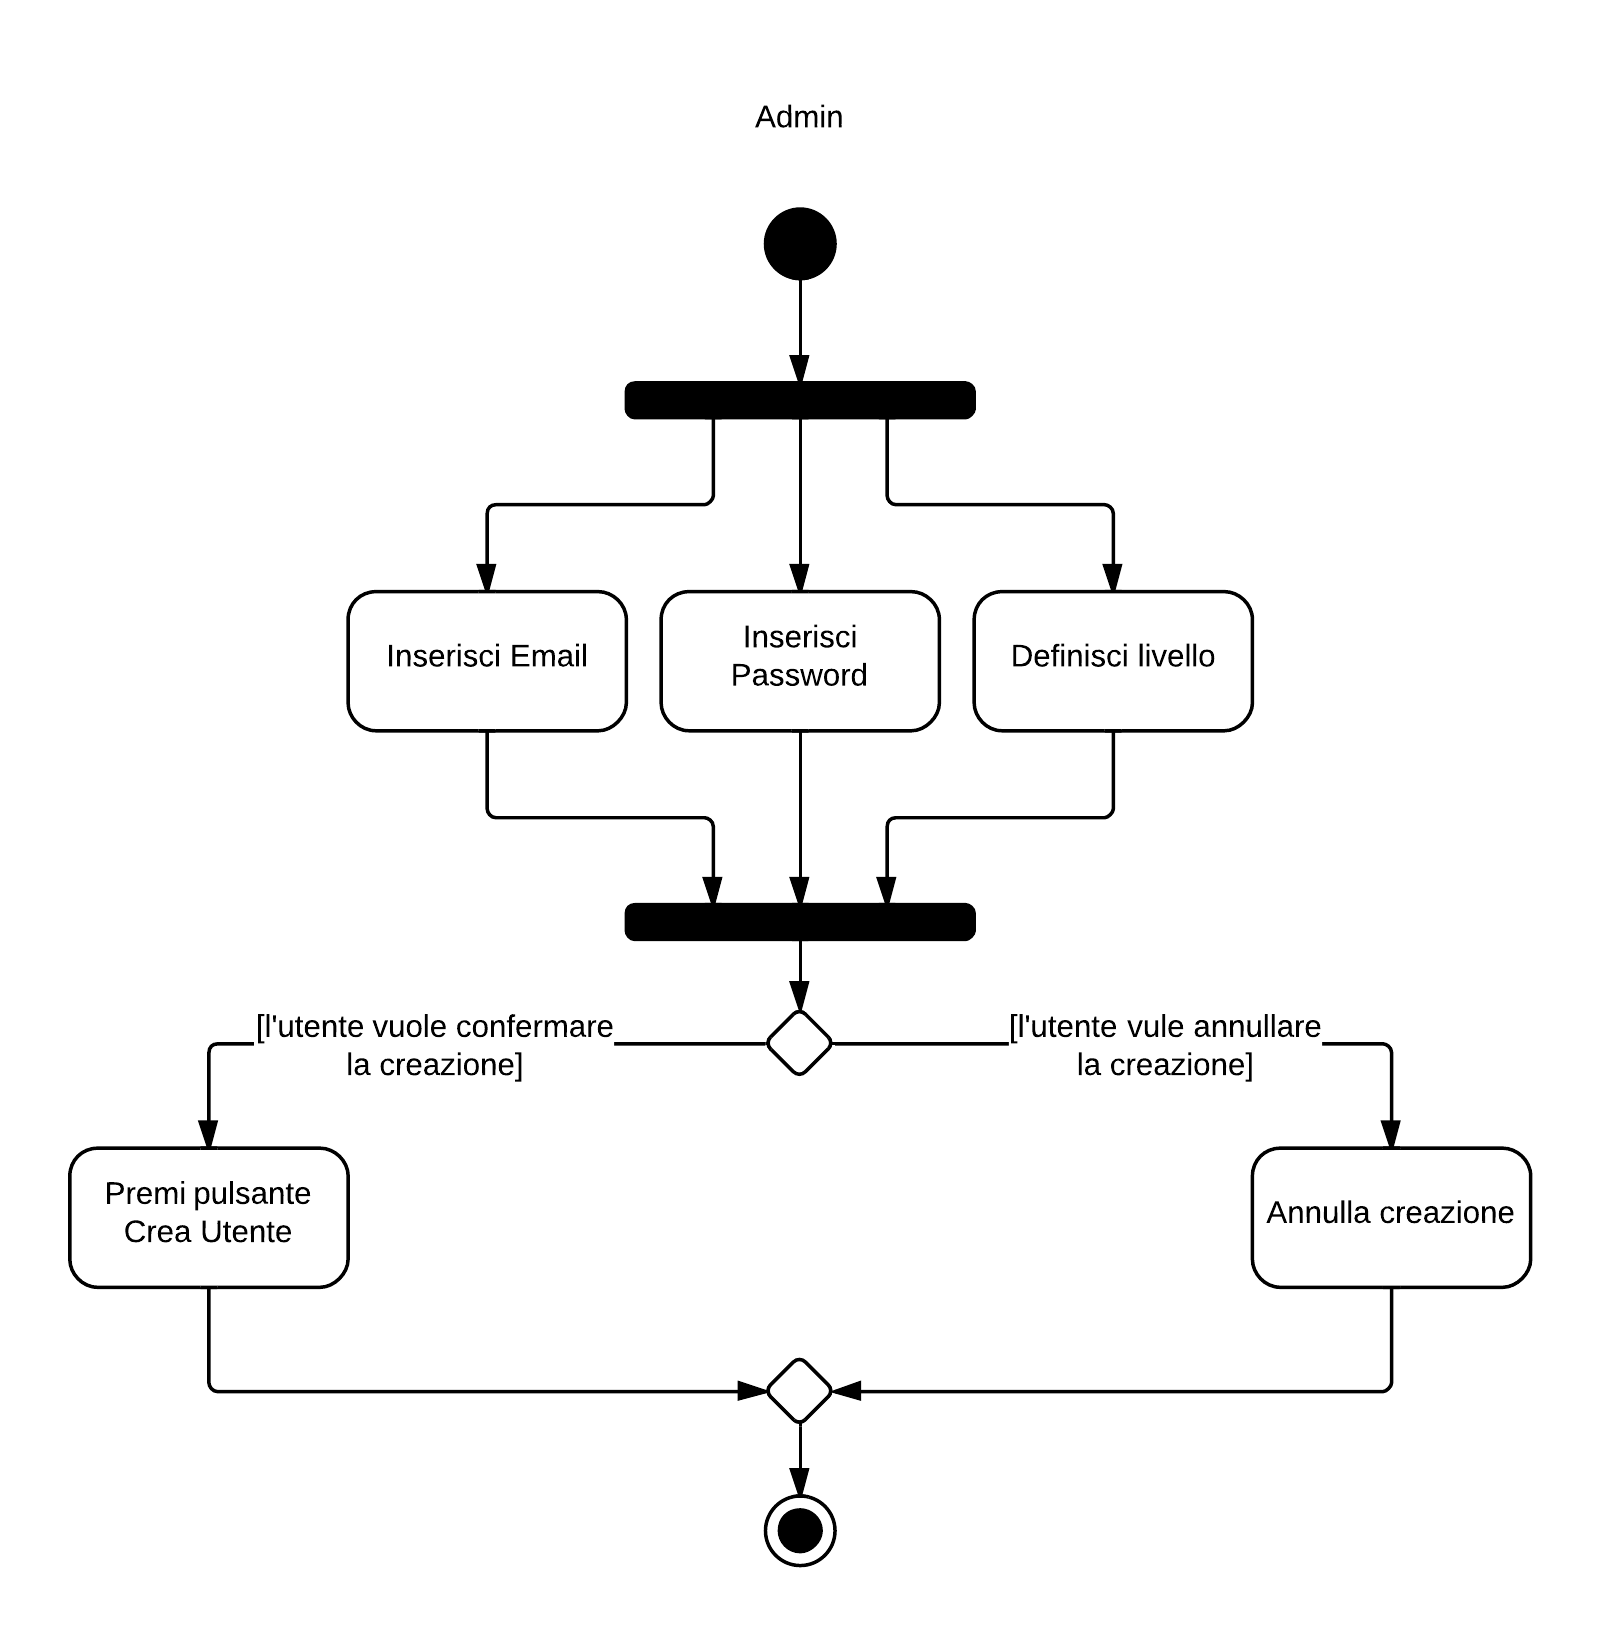 Admin
Inserisci Email
Inserisci
Password
Definisci livello
[l'utente vuole confermare
la creazione]
[l'utente vule annullare
la creazione]
Premi pulsante
Crea Utente
Annulla creazione